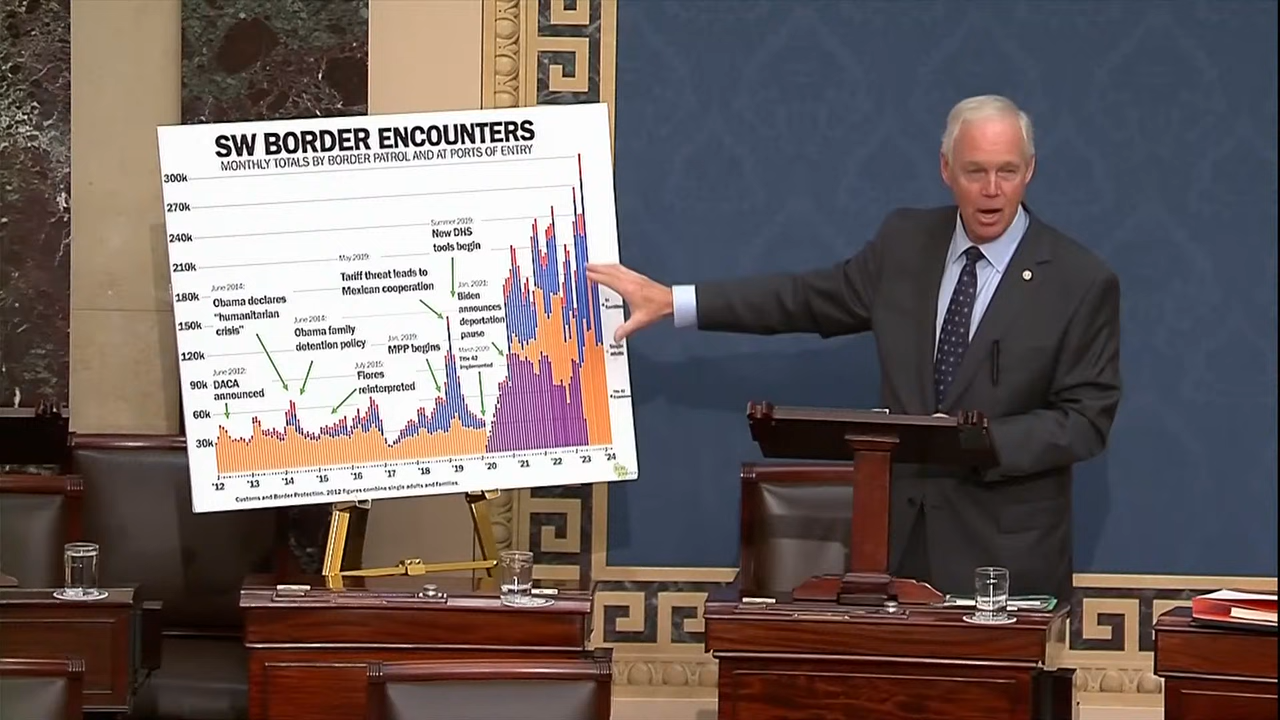 SW BORDER ENCOUNTERS
MONTHLY TOTALS BY BORDER PATROL AND AT PORTS OF ENTRY
300k
270k
240k
210k
180k
150k
120k
90k
60k
30k
June 2012:
DACA
announced
June 2014:
Obama declares
"humanitarian
crisis"
June 2014:
Obama family
detention policy
July 2015:
Flores
reinterpreted
Jan. 2019:
MPP begins
May 2019:
Tariff threat leads to
Mexican cooperation
Summer 2019:
New DHS
tools begin
March 2020:
Title 42
implemented
Jan. 2021:
Biden
announces
deportation
pause
Single
adults
'12 '13 '14 '15 '16 '17 '18 '19 '20 '21 '22 '23 '24
Customs and Border Protection. 2012 figures combine single adults and families.